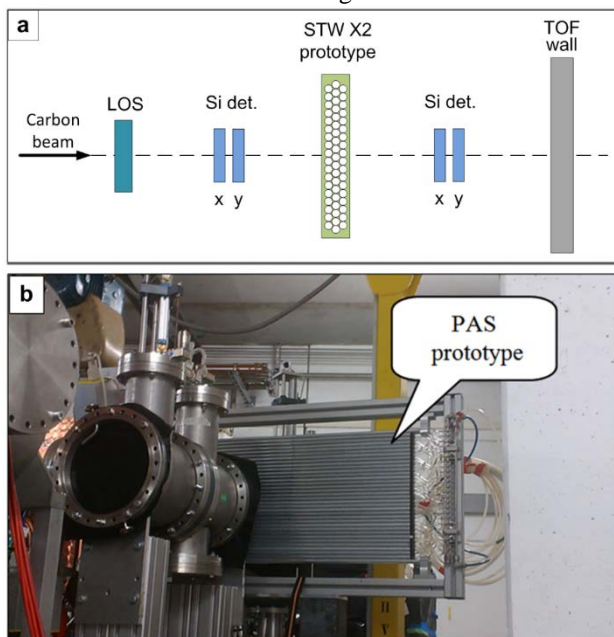 a
STW X2
prototype
TOF
wall
LOS
Si det.
Si det.
Carbon
beam
x y
x y
b
PAS
prototype